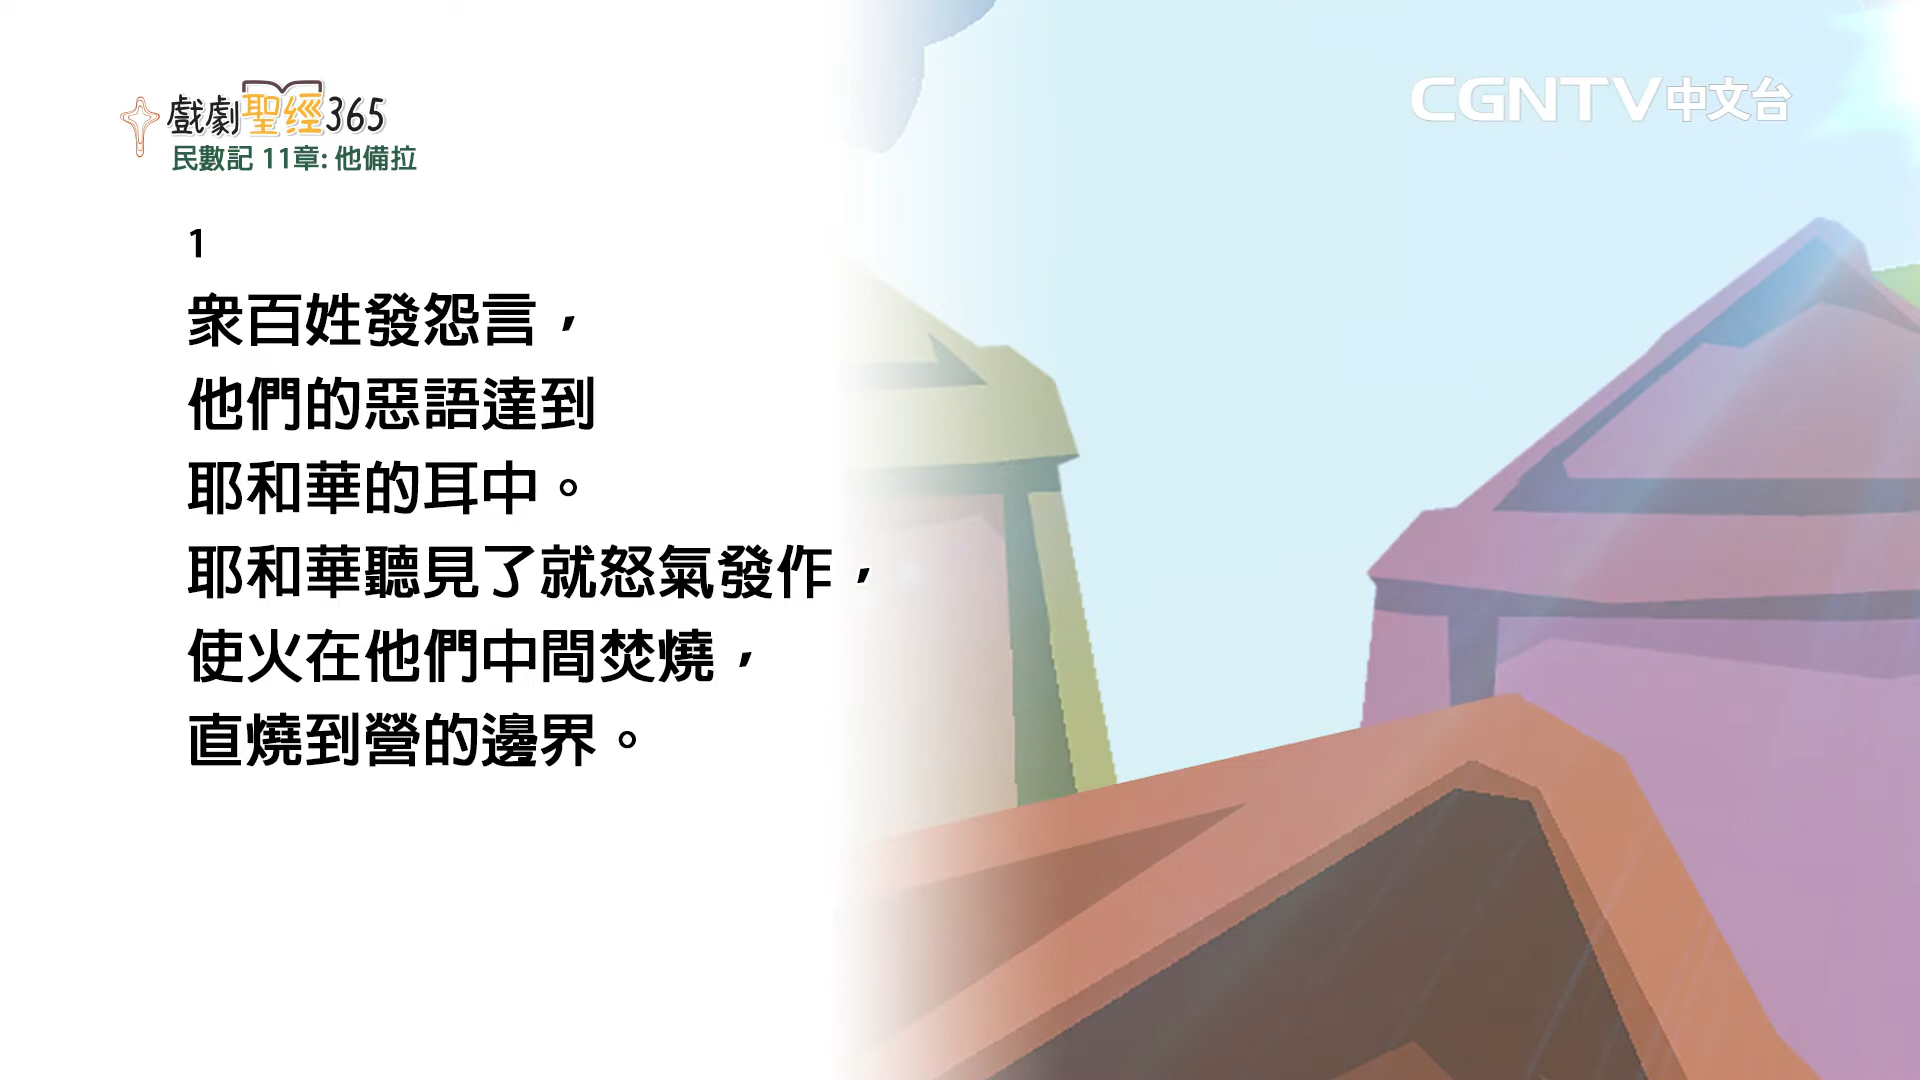 戲劇聖經365
CGNTV中文台
民數記 11章: 他備拉
1
衆百姓發怨言，
他們的惡語達到
耶和華的耳中。
耶和華聽見了就怒氣發作，
使火在他們中間焚燒，
直燒到營的邊界。